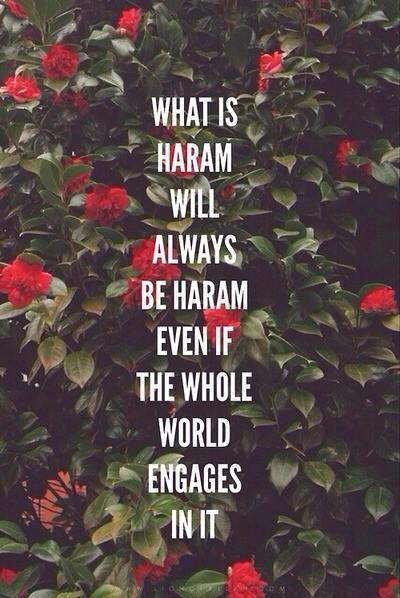 WHAT IS
HARAM
WILL
ALWAYS
BE HARAM
EVEN IF
THE WHOLE
WORLD
ENGAGES
IN IT